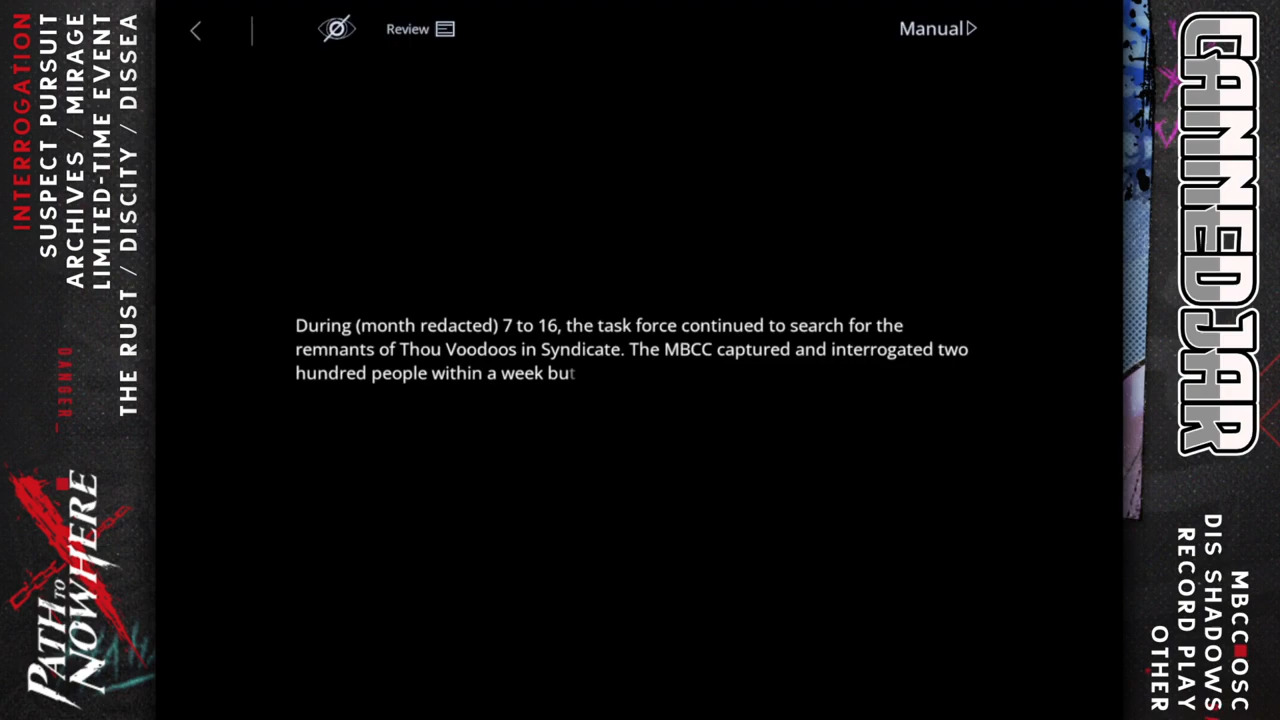 INTERROGATION
SUSPECT PURSUIT
ARCHIVES / MIRAGE
LIMITED-TIME EVENT
THE RUST / DISCITY / DISSEA
DANGER
PATH TO
NOWHERE
Review
Manual
During (month redacted) 7 to 16, the task force continued to search for the
remnants of Thou Voodoos in Syndicate. The MBCC captured and interrogated two
hundred people within a week but
CANNEDJAR
MBCC OSC
DIS SHADOWS
RECORD PLAY
OTHER